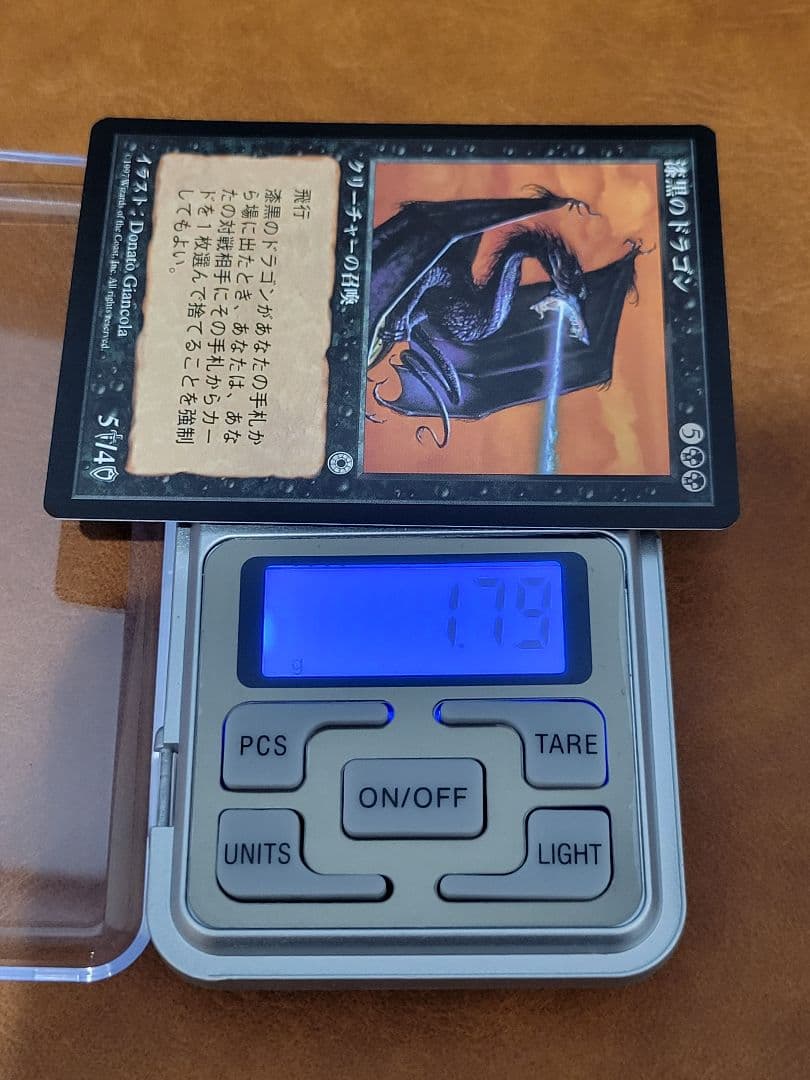 漆黒のドラゴン
5
クリーチャーの召喚
飛行
漆黒のドラゴンがあなたの手札か
ら場に出たとき、あなたは、あな
たの対戦相手にその手札からカー
ドを1枚選んで捨てることを強制
してもよい。
イラスト：Donato Giancola
©1997 Wizards of the Coast, Inc. All rights reserved.
5/4
1.79
g
PCS
TARE
ON/OFF
UNITS
LIGHT